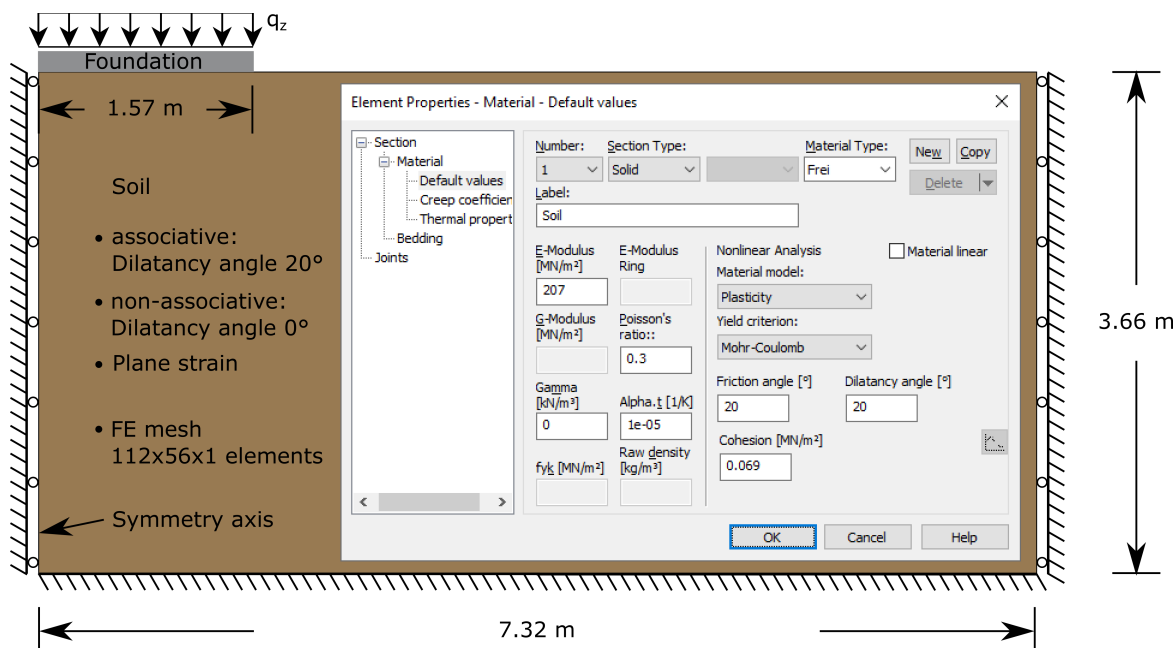 q_z
Foundation
1.57 m
Soil
• associative:
Dilatancy angle 20°
• non-associative:
Dilatancy angle 0°
• Plane strain
• FE mesh
112x56x1 elements
Symmetry axis
7.32 m
3.66 m
Element Properties - Material - Default values
Section
Material
Default values
Creep coefficien
Thermal propert
Bedding
Joints
Number:
Section Type:
Material Type:
New
Copy
1
Solid
Frei
Delete
Label:
Soil
E-Modulus
[MN/m²]
E-Modulus
Ring
207
G-Modulus
[MN/m²]
Poisson's
ratio::
0.3
Gamma
[kN/m³]
Alpha.t [1/K]
0
1e-05
fyk [MN/m²]
Raw density
[kg/m³]
Nonlinear Analysis
Material linear
Material model:
Plasticity
Yield criterion:
Mohr-Coulomb
Friction angle [°]
Dilatancy angle [°]
20
20
Cohesion [MN/m²]
0.069
OK
Cancel
Help